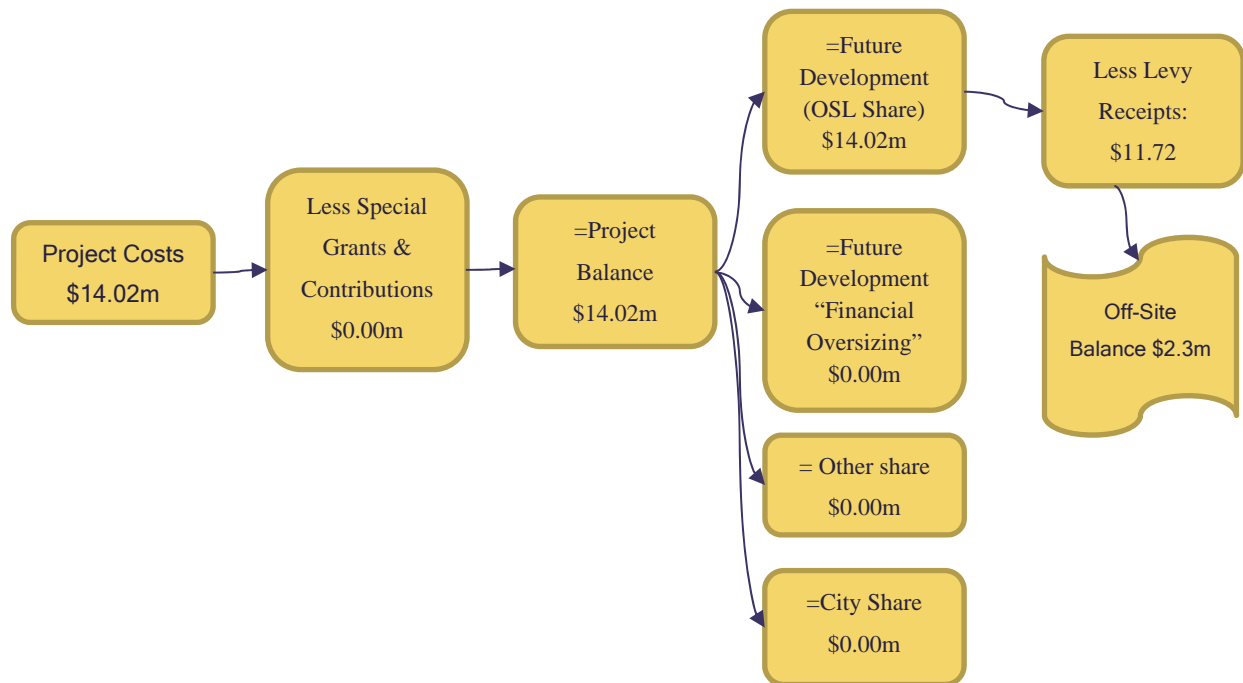 Project Costs
$14.02m
Less Special
Grants &
Contributions
$0.00m
=Project
Balance
$14.02m
=Future
Development
(OSL Share)
$14.02m
Less Levy
Receipts:
$11.72
Off-Site
Balance $2.3m
=Future
Development
“Financial
Oversizing”
$0.00m
= Other share
$0.00m
=City Share
$0.00m